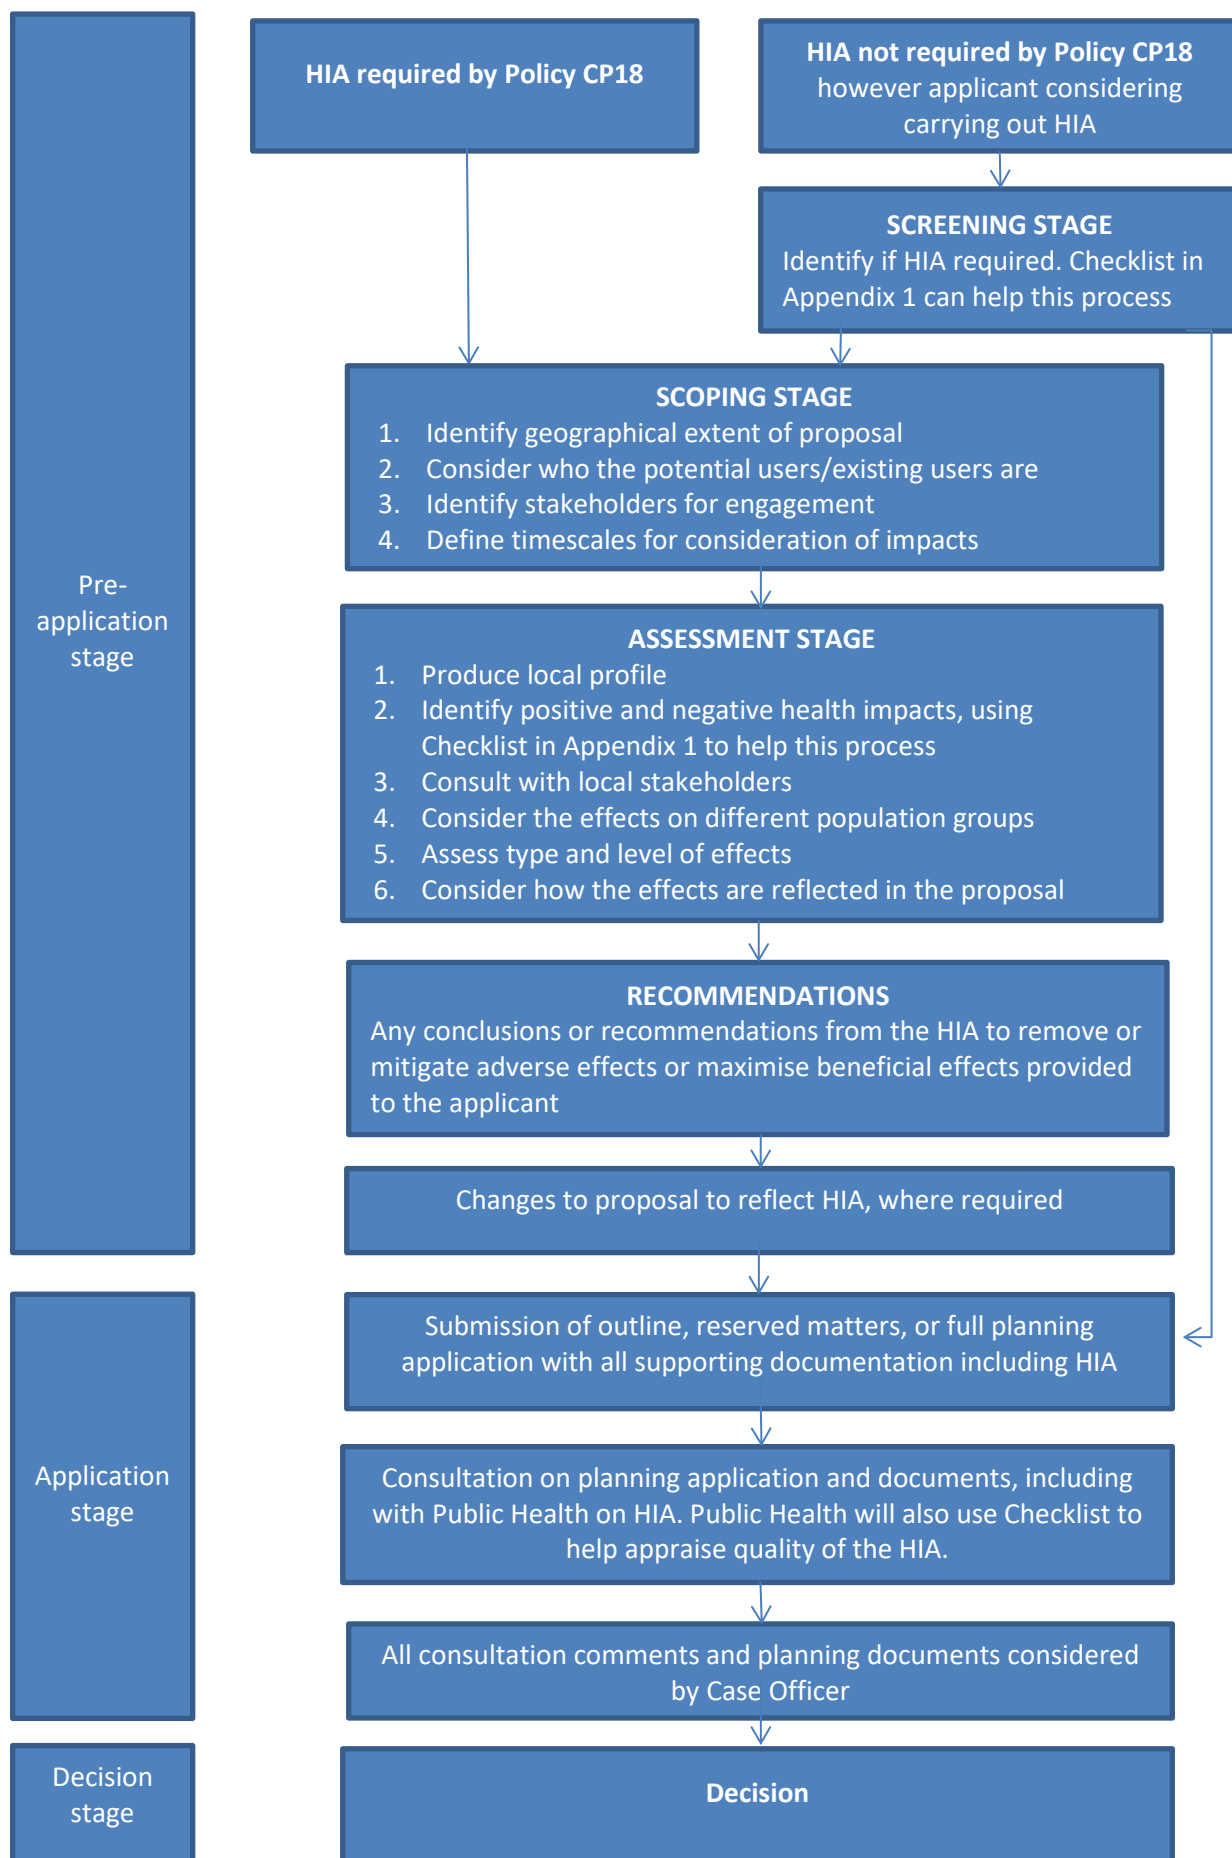 HIA required by Policy CP18
HIA not required by Policy CP18
however applicant considering
carrying out HIA
SCREENING STAGE
Identify if HIA required. Checklist in
Appendix 1 can help this process
Pre-
application
stage
SCOPING STAGE
1. Identify geographical extent of proposal
2. Consider who the potential users/existing users are
3. Identify stakeholders for engagement
4. Define timescales for consideration of impacts
ASSESSMENT STAGE
1. Produce local profile
2. Identify positive and negative health impacts, using
Checklist in Appendix 1 to help this process
3. Consult with local stakeholders
4. Consider the effects on different population groups
5. Assess type and level of effects
6. Consider how the effects are reflected in the proposal
RECOMMENDATIONS
Any conclusions or recommendations from the HIA to remove or
mitigate adverse effects or maximise beneficial effects provided
to the applicant
Changes to proposal to reflect HIA, where required
Application
stage
Submission of outline, reserved matters, or full planning
application with all supporting documentation including HIA
Consultation on planning application and documents, including
with Public Health on HIA. Public Health will also use Checklist to
help appraise quality of the HIA.
All consultation comments and planning documents considered
by Case Officer
Decision
stage
Decision